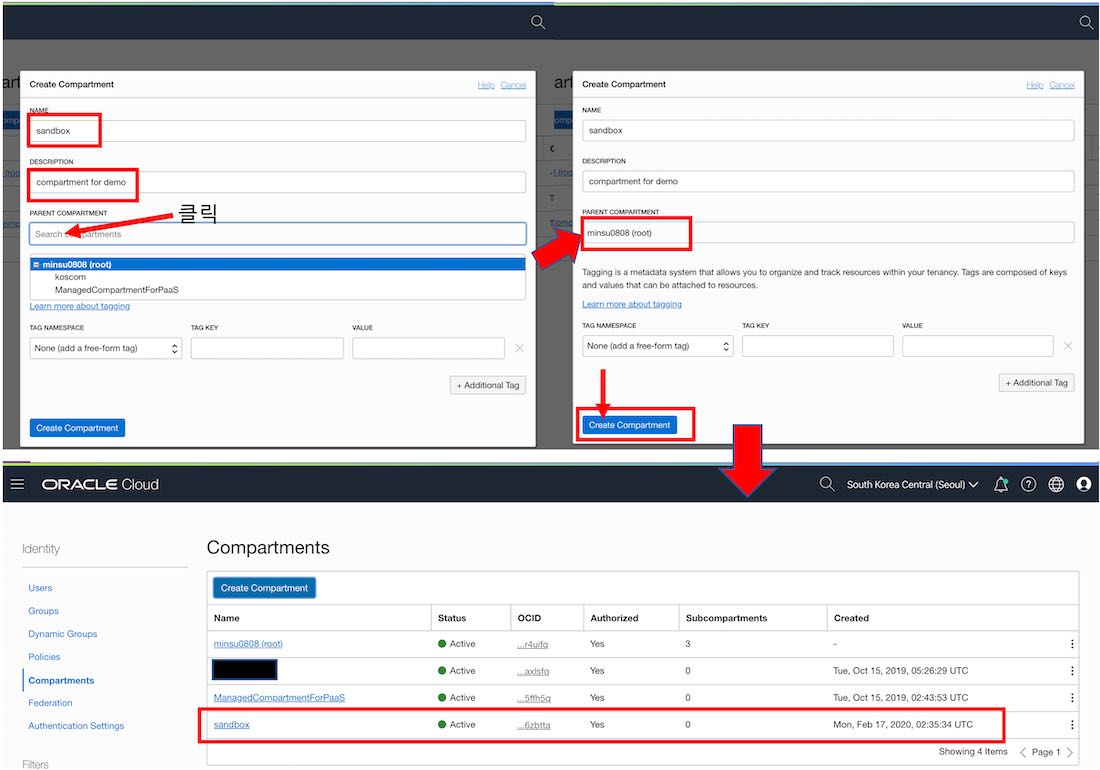 art
Create Compartment
Help Cancel
NAME
sandbox
DESCRIPTION
compartment for demo
PARENT COMPARTMENT
클릭
Search compartments
minsu0808 (root)
koscom
ManagedCompartmentForPaaS
Learn more about tagging
TAG NAMESPACE TAG KEY VALUE
None (add a free-form tag)
+ Additional Tag
Create Compartment
art
Create Compartment
Help Cancel
NAME
sandbox
DESCRIPTION
compartment for demo
PARENT COMPARTMENT
minsu0808 (root)
Tagging is a metadata system that allows you to organize and track resources within your tenancy. Tags are composed of keys
and values that can be attached to resources.
Learn more about tagging
TAG NAMESPACE TAG KEY VALUE
None (add a free-form tag)
+ Additional Tag
Create Compartment
ORACLE Cloud
South Korea Central (Seoul)
Identity
Users
Groups
Dynamic Groups
Policies
Compartments
Federation
Authentication Settings
Filters
Compartments
Create Compartment
Name Status OCID Authorized Subcompartments Created
minsu0808 (root) Active ...r4uifq Yes 3 -
Active ...axlsfq Yes 0 Tue, Oct 15, 2019, 05:26:29 UTC
ManagedCompartmentForPaaS Active ...5ffh5q Yes 0 Tue, Oct 15, 2019, 02:43:53 UTC
sandbox Active ...6zbtta Yes 0 Mon, Feb 17, 2020, 02:35:34 UTC
Showing 4 Items Page 1